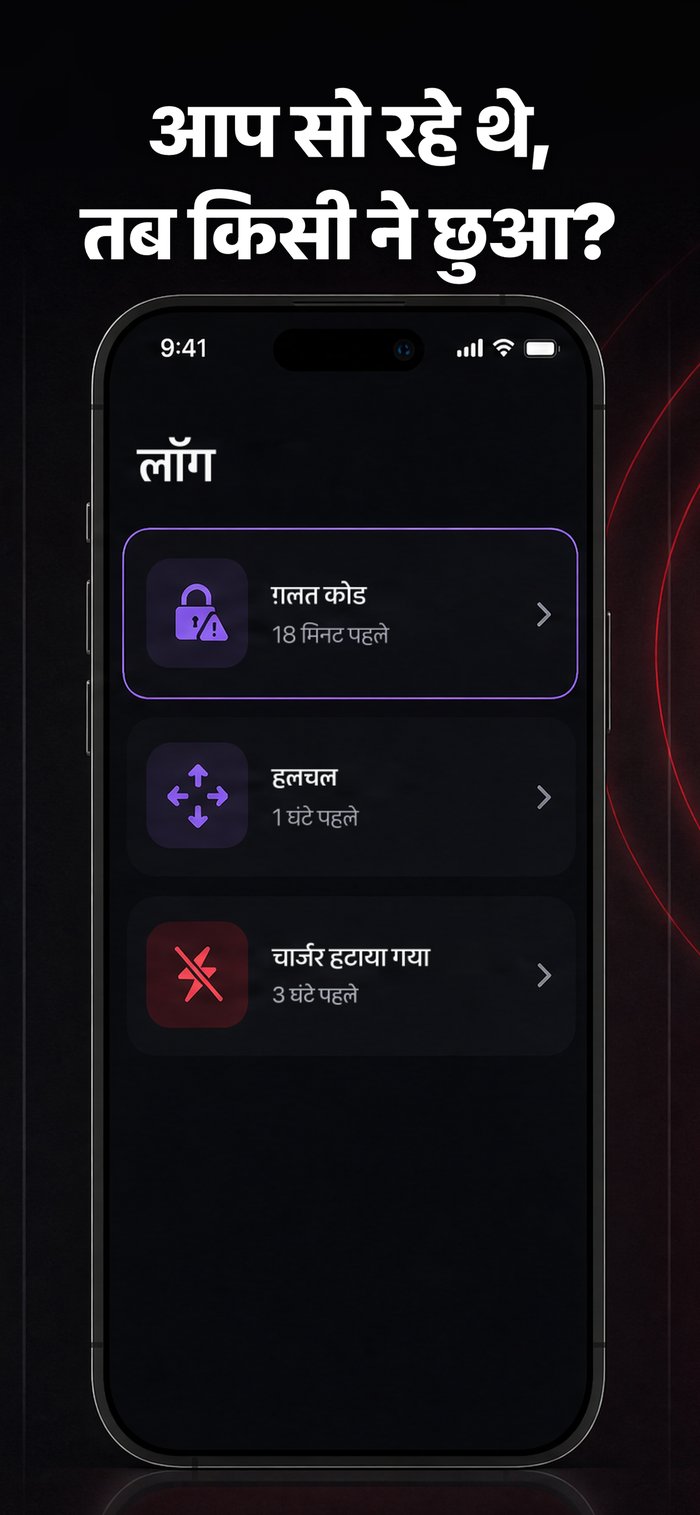 आप सो रहे थे,
तब किसी ने छुआ?
9:41
लॉग
ग़लत कोड
18 मिनट पहले
हलचल
1 घंटे पहले
चार्जर हटाया गया
3 घंटे पहले